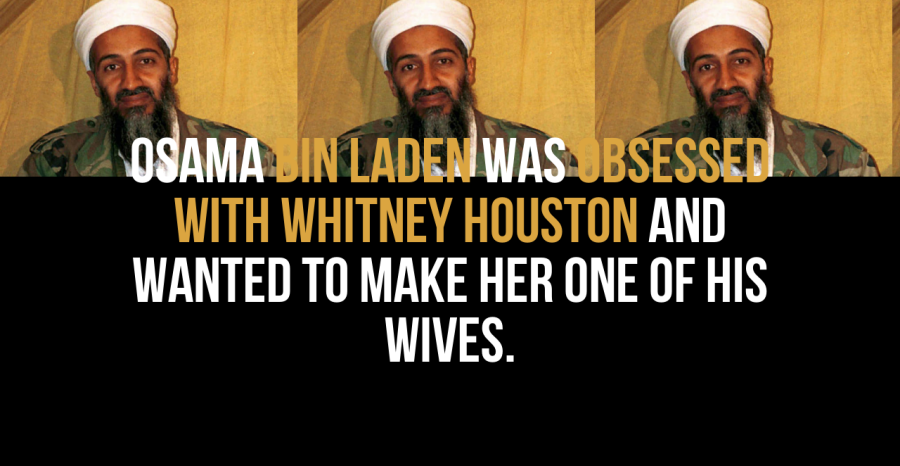 OSAMA BIN LADEN WAS OBSESSED
WITH WHITNEY HOUSTON AND
WANTED TO MAKE HER ONE OF HIS
WIVES.